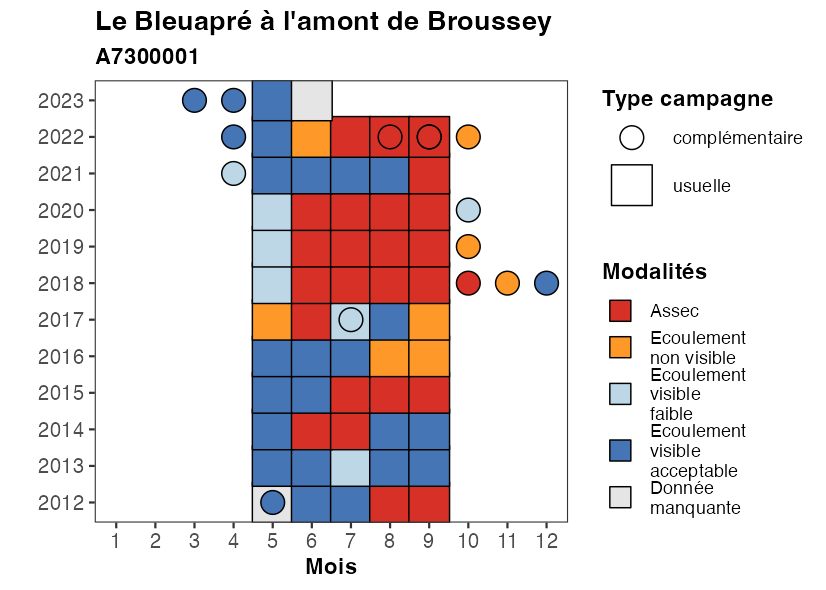 Le Bleuapré à l'amont de Broussey
A7300001
2023
2022
2021
2020
2019
2018
2017
2016
2015
2014
2013
2012
1 2 3 4 5 6 7 8 9 10 11 12
Mois
Type campagne
complémentaire
usuelle
Modalités
Assec
Ecoulement
non visible
Ecoulement
visible
faible
Ecoulement
visible
acceptable
Donnée
manquante